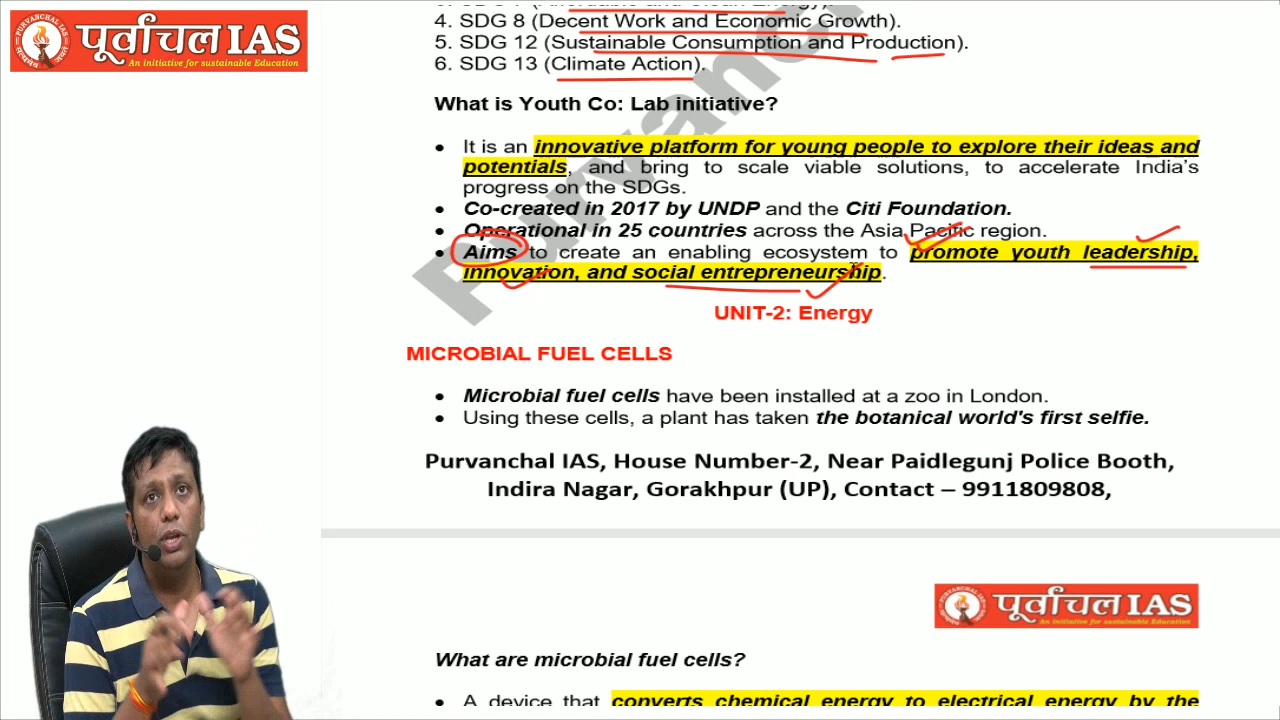 पूर्वांचल IAS
An initiative for sustainable Education
4. SDG 8 (Decent Work and Economic Growth).
5. SDG 12 (Sustainable Consumption and Production).
6. SDG 13 (Climate Action).
What is Youth Co: Lab initiative?
• It is an innovative platform for young people to explore their ideas and
potentials, and bring to scale viable solutions, to accelerate India's
progress on the SDGs.
• Co-created in 2017 by UNDP and the Citi Foundation.
• Operational in 25 countries across the Asia Pacific region.
• Aims to create an enabling ecosystem to promote youth leadership,
innovation, and social entrepreneurship.
UNIT-2: Energy
MICROBIAL FUEL CELLS
• Microbial fuel cells have been installed at a zoo in London.
• Using these cells, a plant has taken the botanical world's first selfie.
Purvanchal IAS, House Number-2, Near Paidlegunj Police Booth,
Indira Nagar, Gorakhpur (UP), Contact – 9911809808,
पूर्वांचल IAS
An initiative for sustainable Education
What are microbial fuel cells?
• A device that converts chemical energy to electrical energy by the